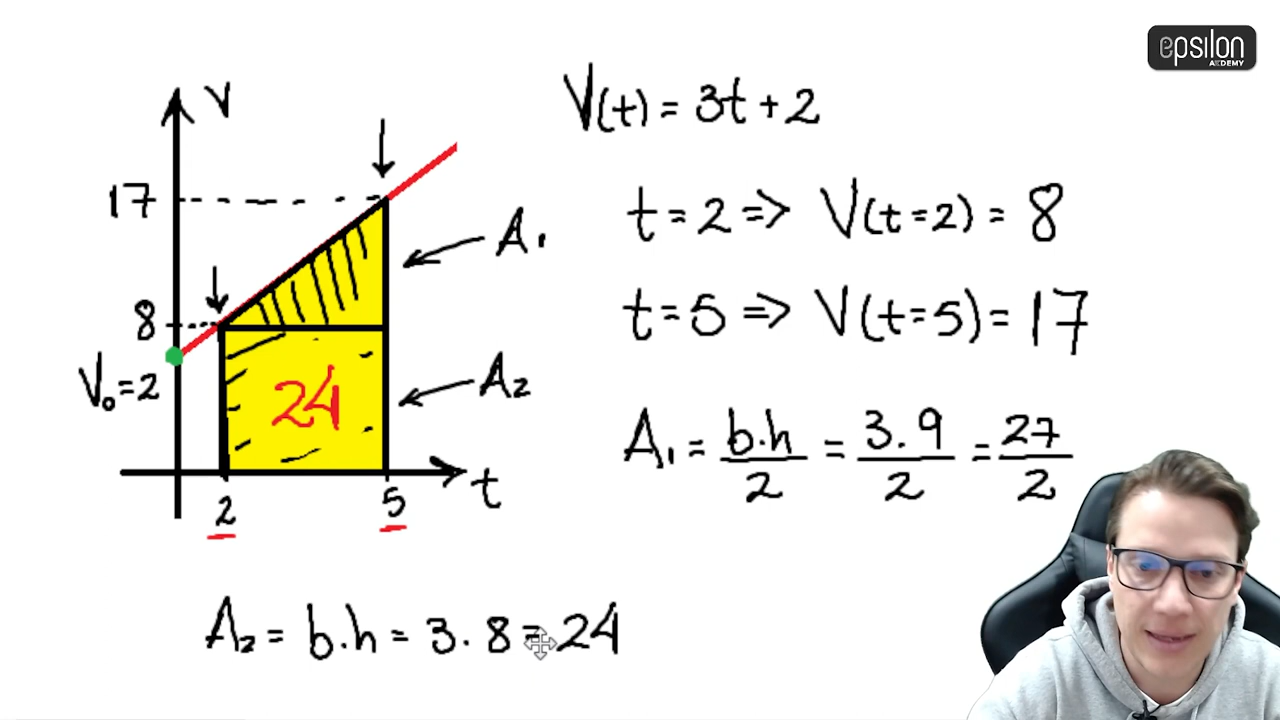 epsilon
AKDEMY
V
17
8
V₀=2
24
A₁
A₂
2
5
t
V(t) = 3t + 2
t = 2 => V(t=2) = 8
t = 5 => V(t=5) = 17
A₁ = b.h/2 = 3.9/2 = 27/2
A₂ = b.h = 3.8 = 24